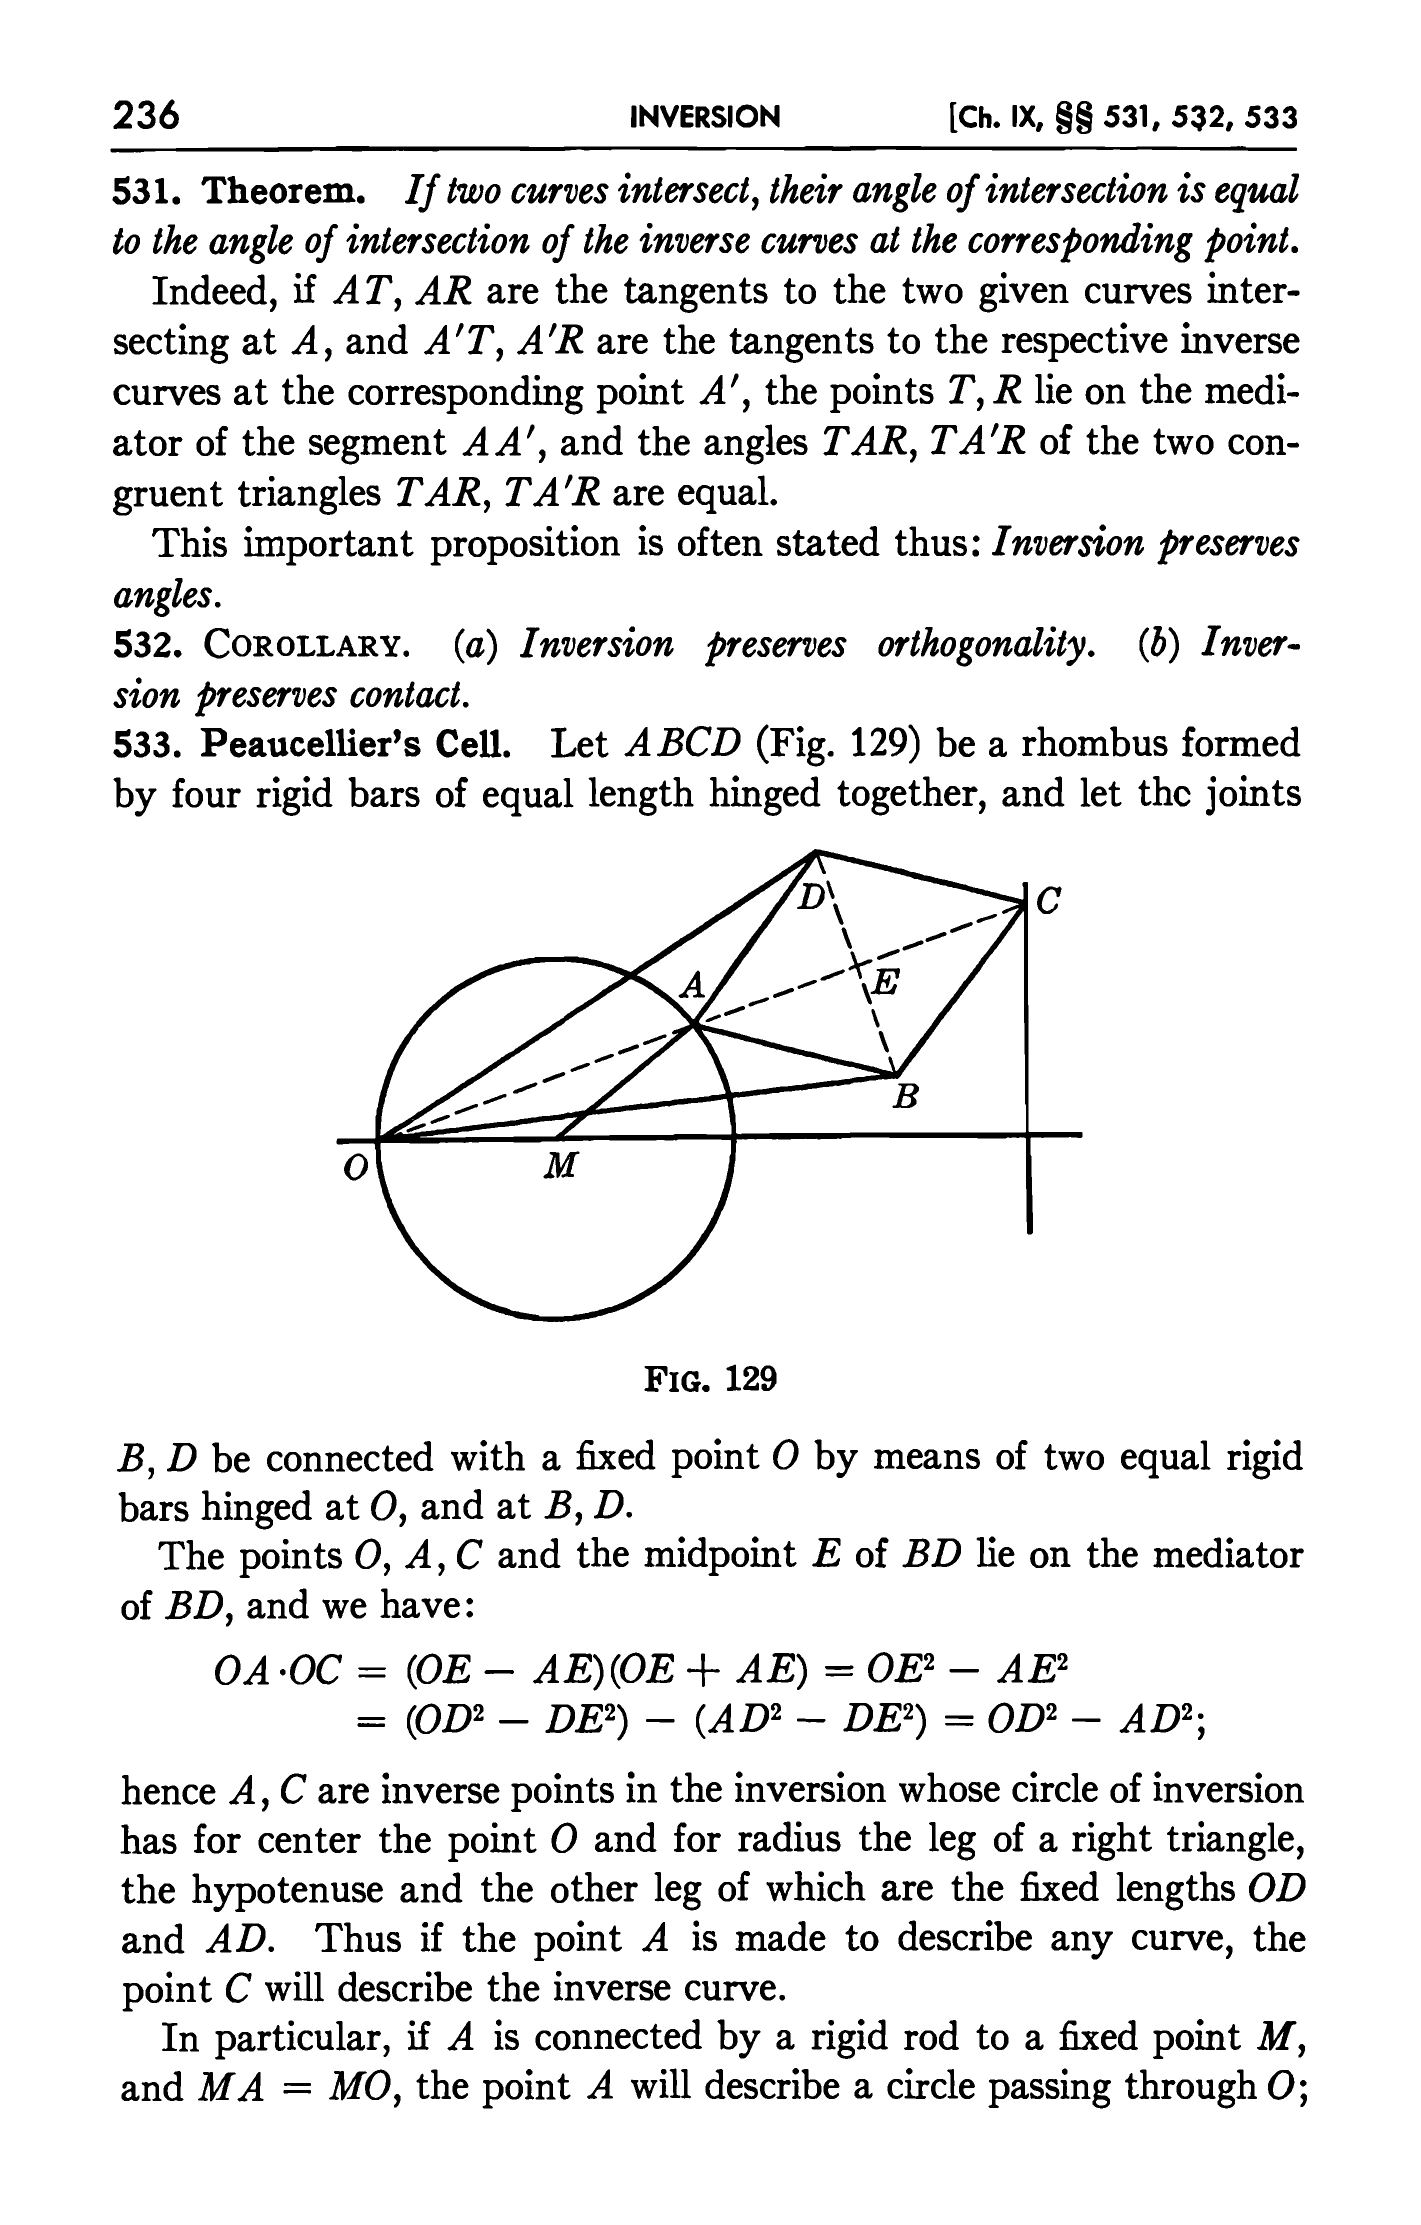 236 INVERSION [Ch. IX, §§ 531, 532, 533
531. Theorem. If two curves intersect, their angle of intersection is equal
to the angle of intersection of the inverse curves at the corresponding point.
Indeed, if AT, AR are the tangents to the two given curves inter-
secting at A, and A'T, A'R are the tangents to the respective inverse
curves at the corresponding point A', the points T, R lie on the medi-
ator of the segment AA', and the angles TAR, TA'R of the two con-
gruent triangles TAR, TA'R are equal.
This important proposition is often stated thus: Inversion preserves
angles.
532. COROLLARY. (a) Inversion preserves orthogonality. (b) Inver-
sion preserves contact.
533. Peaucellier's Cell. Let ABCD (Fig. 129) be a rhombus formed
by four rigid bars of equal length hinged together, and let the joints
D
C
A
E
B
O
M
FIG. 129
B, D be connected with a fixed point O by means of two equal rigid
bars hinged at O, and at B, D.
The points O, A, C and the midpoint E of BD lie on the mediator
of BD, and we have:
OA·OC = (OE − AE)(OE + AE) = OE² − AE²
= (OD² − DE²) − (AD² − DE²) = OD² − AD²;
hence A, C are inverse points in the inversion whose circle of inversion
has for center the point O and for radius the leg of a right triangle,
the hypotenuse and the other leg of which are the fixed lengths OD
and AD. Thus if the point A is made to describe any curve, the
point C will describe the inverse curve.
In particular, if A is connected by a rigid rod to a fixed point M,
and MA = MO, the point A will describe a circle passing through O;